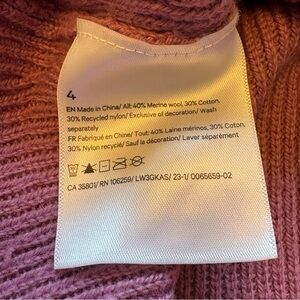 4
EN Made in China/ All: 40% Merino wool, 30% Cotton,
30% Recycled nylon/ Exclusive of decoration/ Wash
separately
FR Fabriqué en Chine/ Tout: 40% Laine mérinos, 30% Coton,
30% Nylon recyclé/ Sauf la décoration/ Laver séparément
CA 35801/ RN 106259/ LW3GKAS/ 23-1/ 0065659-02